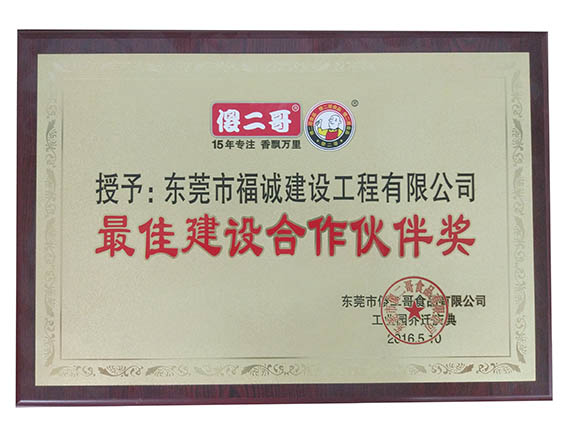 傻二哥®
®
15年专注 香飘万里
授予：东莞市福诚建设工程有限公司
最佳建设合作伙伴奖
东莞市傻二哥食品有限公司
工业园乔迁庆典
2016.5.10